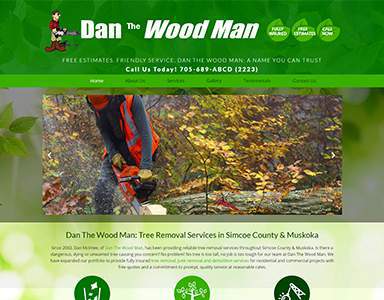 Dan The Wood Man
FULLY INSURED
FREE ESTIMATES
CALL NOW
FREE ESTIMATES. FRIENDLY SERVICE. DAN THE WOOD MAN: A NAME YOU CAN TRUST
Call Us Today! 705-689-ABCD (2223)
Home About Us Services Gallery Testimonials Contact Us
Dan The Wood Man: Tree Removal Services in Simcoe County & Muskoka
Since 2000, Dan McInnes, of Dan The Wood Man, has been providing reliable tree removal services throughout Simcoe County & Muskoka. Is there a
dangerous, dying or unwanted tree causing you concern? No problem! No tree is too tall, no job is too tough for our team at Dan The Wood Man. We
have expanded our portfolio to provide fully insured tree removal, junk removal and demolition services for residential and commercial projects with
free quotes and a commitment to prompt, quality service at reasonable rates.